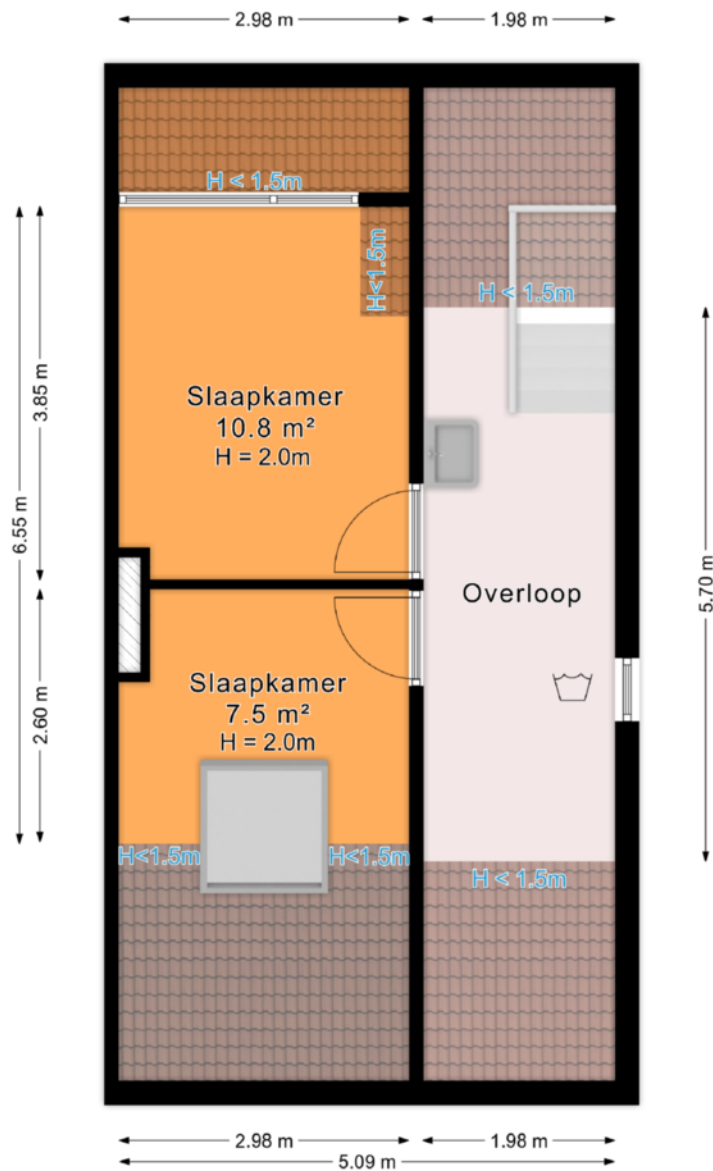 2.98 m
1.98 m
H < 1.5m
H<1.5m
H < 1.5m
3.85 m
Slaapkamer
10.8 m²
H = 2.0m
6.55 m
5.70 m
Overloop
2.60 m
Slaapkamer
7.5 m²
H = 2.0m
H<1.5m
H<1.5m
H < 1.5m
2.98 m
1.98 m
5.09 m